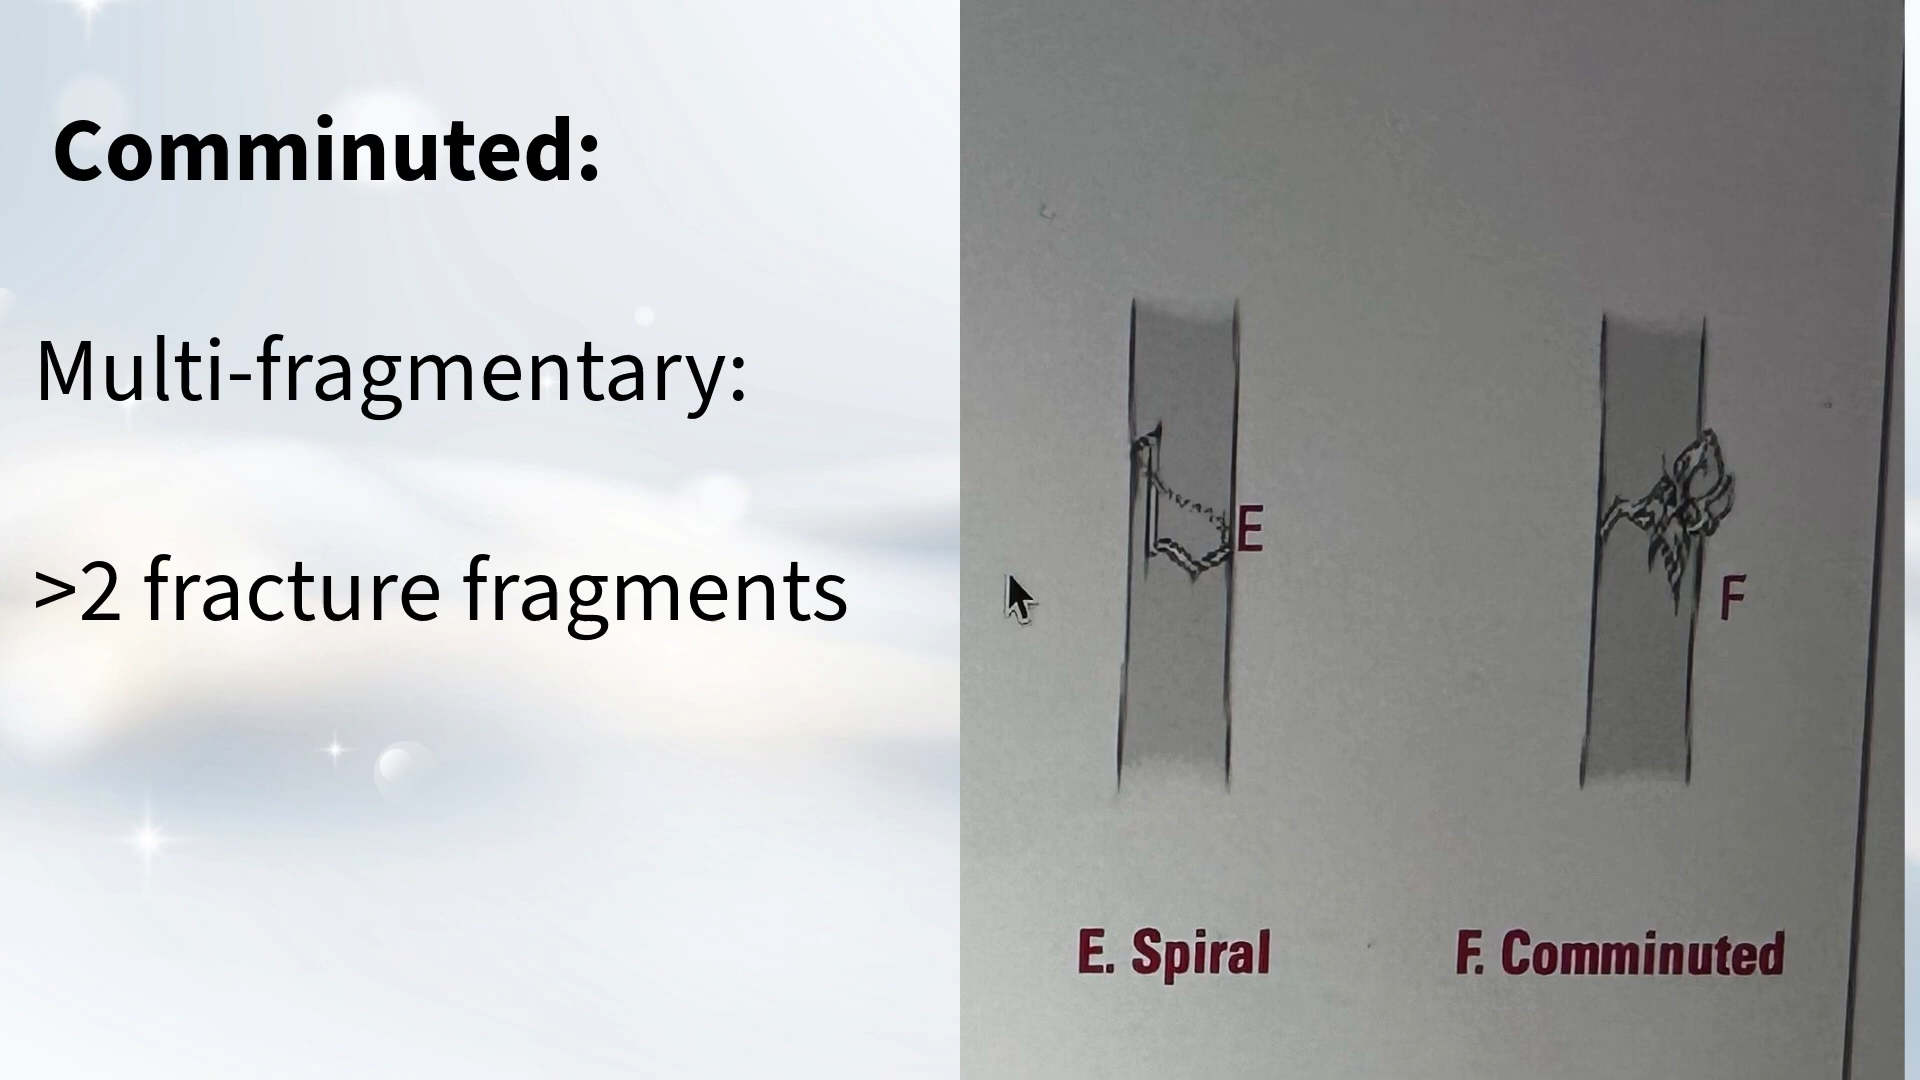 Comminuted:
Multi-fragmentary:
>2 fracture fragments
E
F
E. Spiral
F. Comminuted